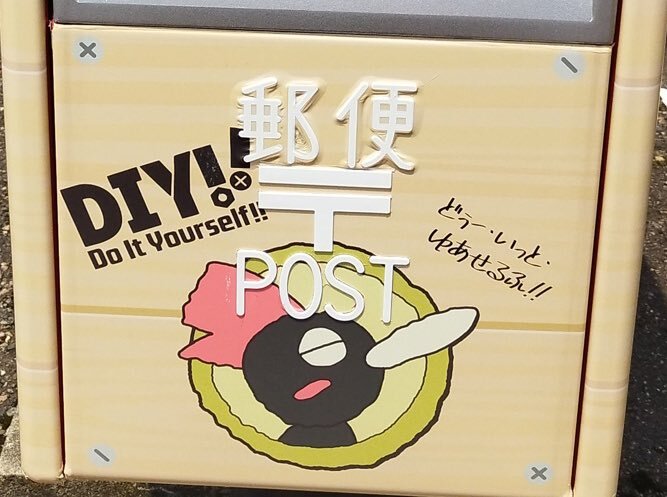 郵便
〒
POST
DIY!!
Do It Yourself!!
どぅー・いっと・
ゆあせるふ!!